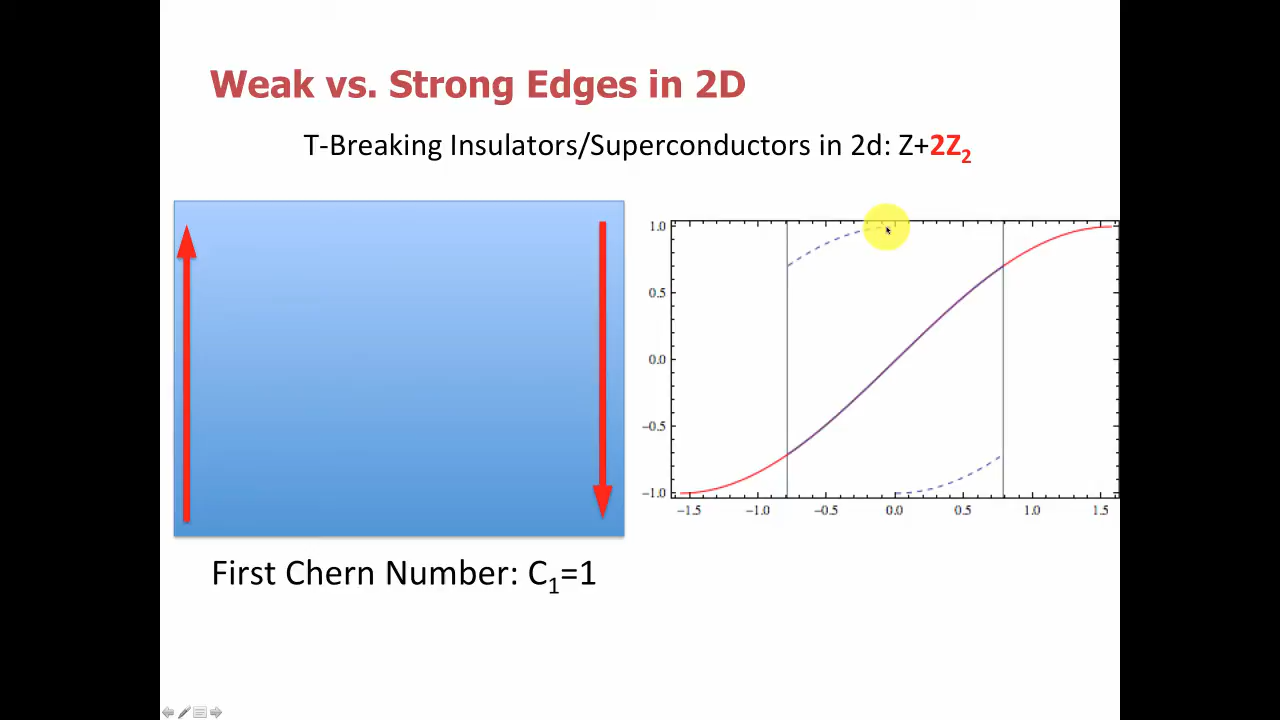 Weak vs. Strong Edges in 2D
T-Breaking Insulators/Superconductors in 2d: Z+2Z₂
1.0
0.5
0.0
−0.5
−1.0
−1.5 −1.0 −0.5 0.0 0.5 1.0 1.5
First Chern Number: C₁=1